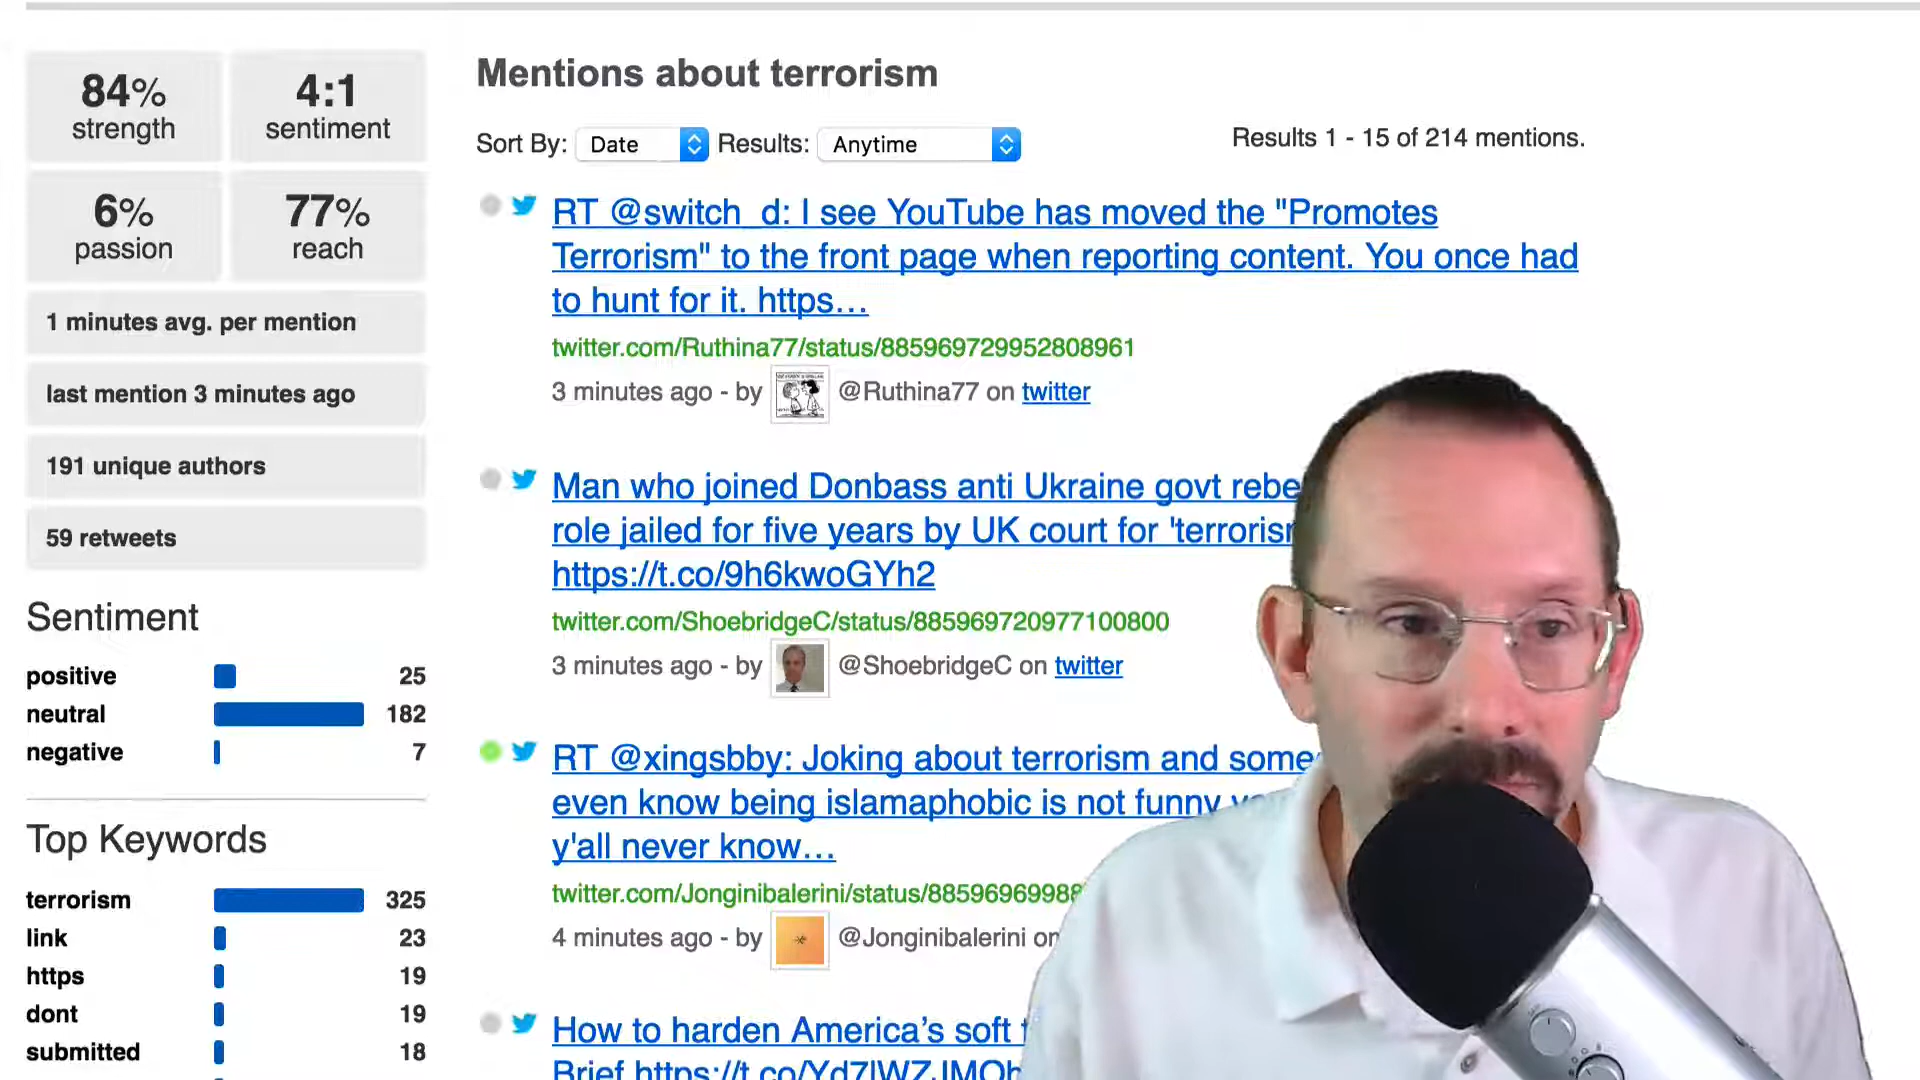 84%
strength
4:1
sentiment
6%
passion
77%
reach
1 minutes avg. per mention
last mention 3 minutes ago
191 unique authors
59 retweets
Sentiment
positive 25
neutral 182
negative 7
Top Keywords
terrorism 325
link 23
https 19
dont 19
submitted 18
Mentions about terrorism
Sort By: Date Results: Anytime
Results 1 - 15 of 214 mentions.
RT @switch_d: I see YouTube has moved the "Promotes
Terrorism" to the front page when reporting content. You once had
to hunt for it. https...
twitter.com/Ruthina77/status/885969729952808961
3 minutes ago - by @Ruthina77 on twitter
Man who joined Donbass anti Ukraine govt
role jailed for five years by UK court for
https://t.co/9h6kwoGYh2
twitter.com/ShoebridgeC/status/885969720977100800
3 minutes ago - by @ShoebridgeC on twitter
RT @xingsbby: Joking about terrorism and
even know being islamaphobic is not funny
y'all never know...
4 minutes ago - by @Jonginibalerini
How to harden America's soft
Brief